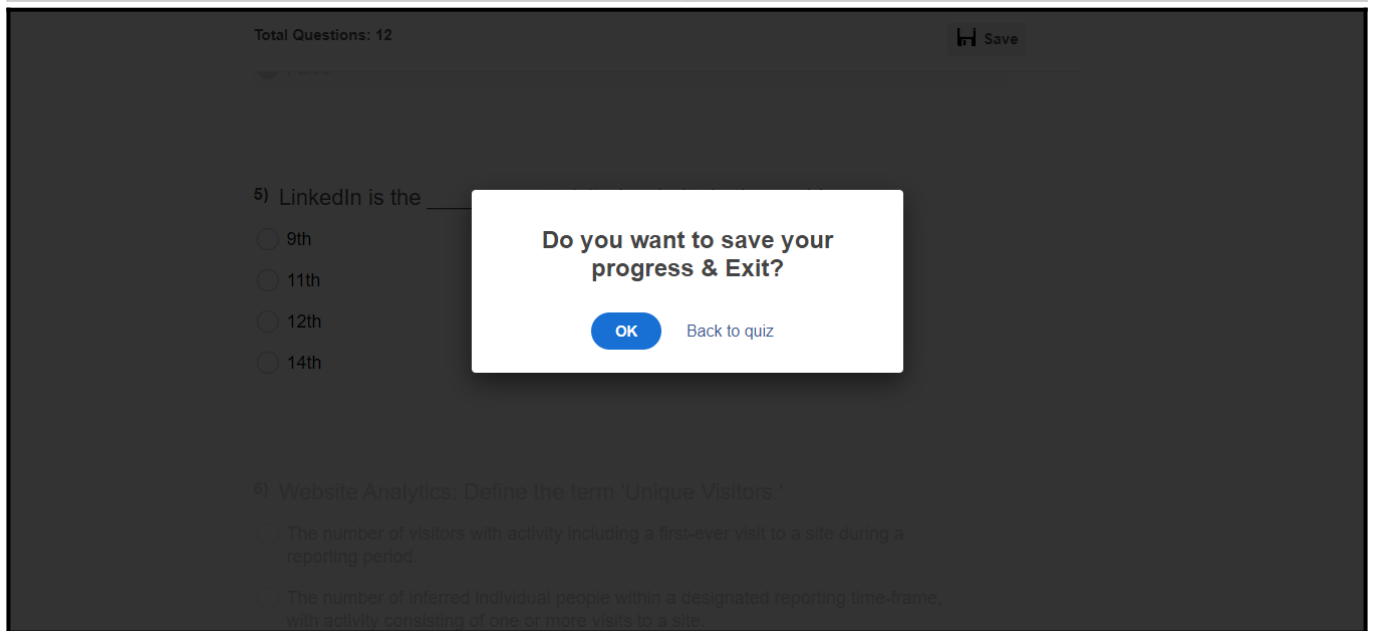 Total Questions: 12
Save
5) LinkedIn is the ________
9th
11th
12th
14th
Do you want to save your
progress & Exit?
OK
Back to quiz
6) Website Analytics: Define the term 'Unique Visitors.'
The number of visitors with activity including a first-ever visit to a site during a
reporting period.
The number of inferred individual people within a designated reporting time-frame,
with activity consisting of one or more visits to a site.